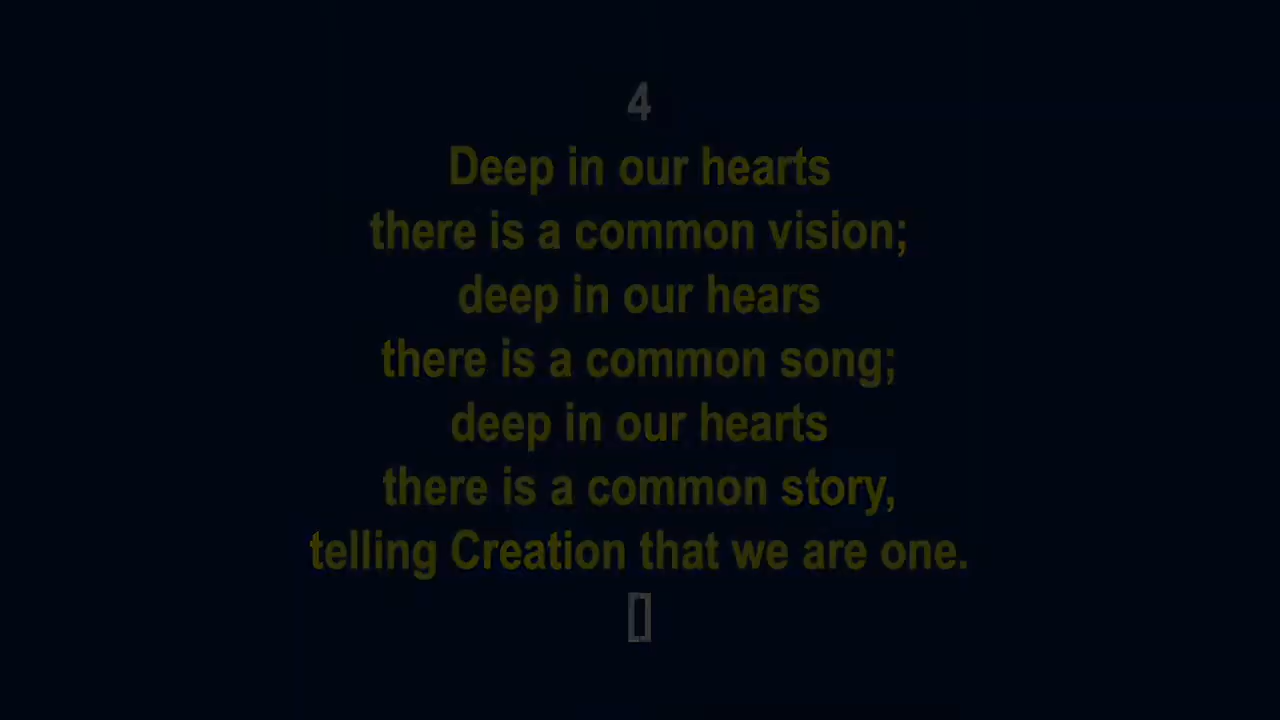 4
Deep in our hearts
there is a common vision;
deep in our hears
there is a common song;
deep in our hearts
there is a common story,
telling Creation that we are one.
[]